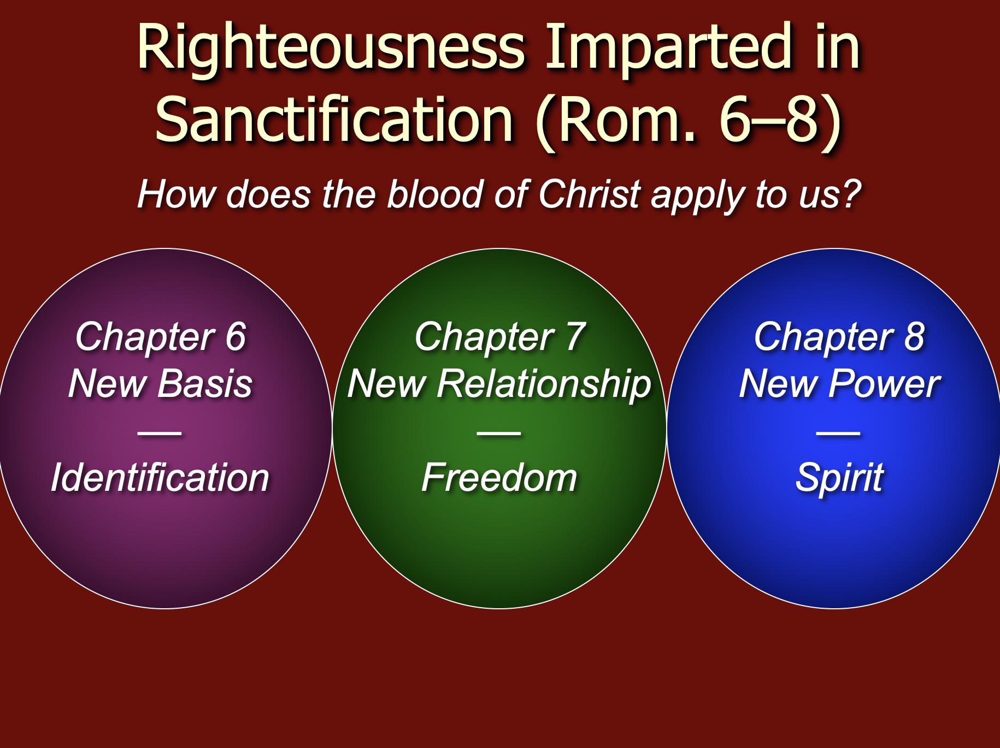 Righteousness Imparted in
Sanctification (Rom. 6–8)
How does the blood of Christ apply to us?
Chapter 6
New Basis
—
Identification
Chapter 7
New Relationship
—
Freedom
Chapter 8
New Power
—
Spirit